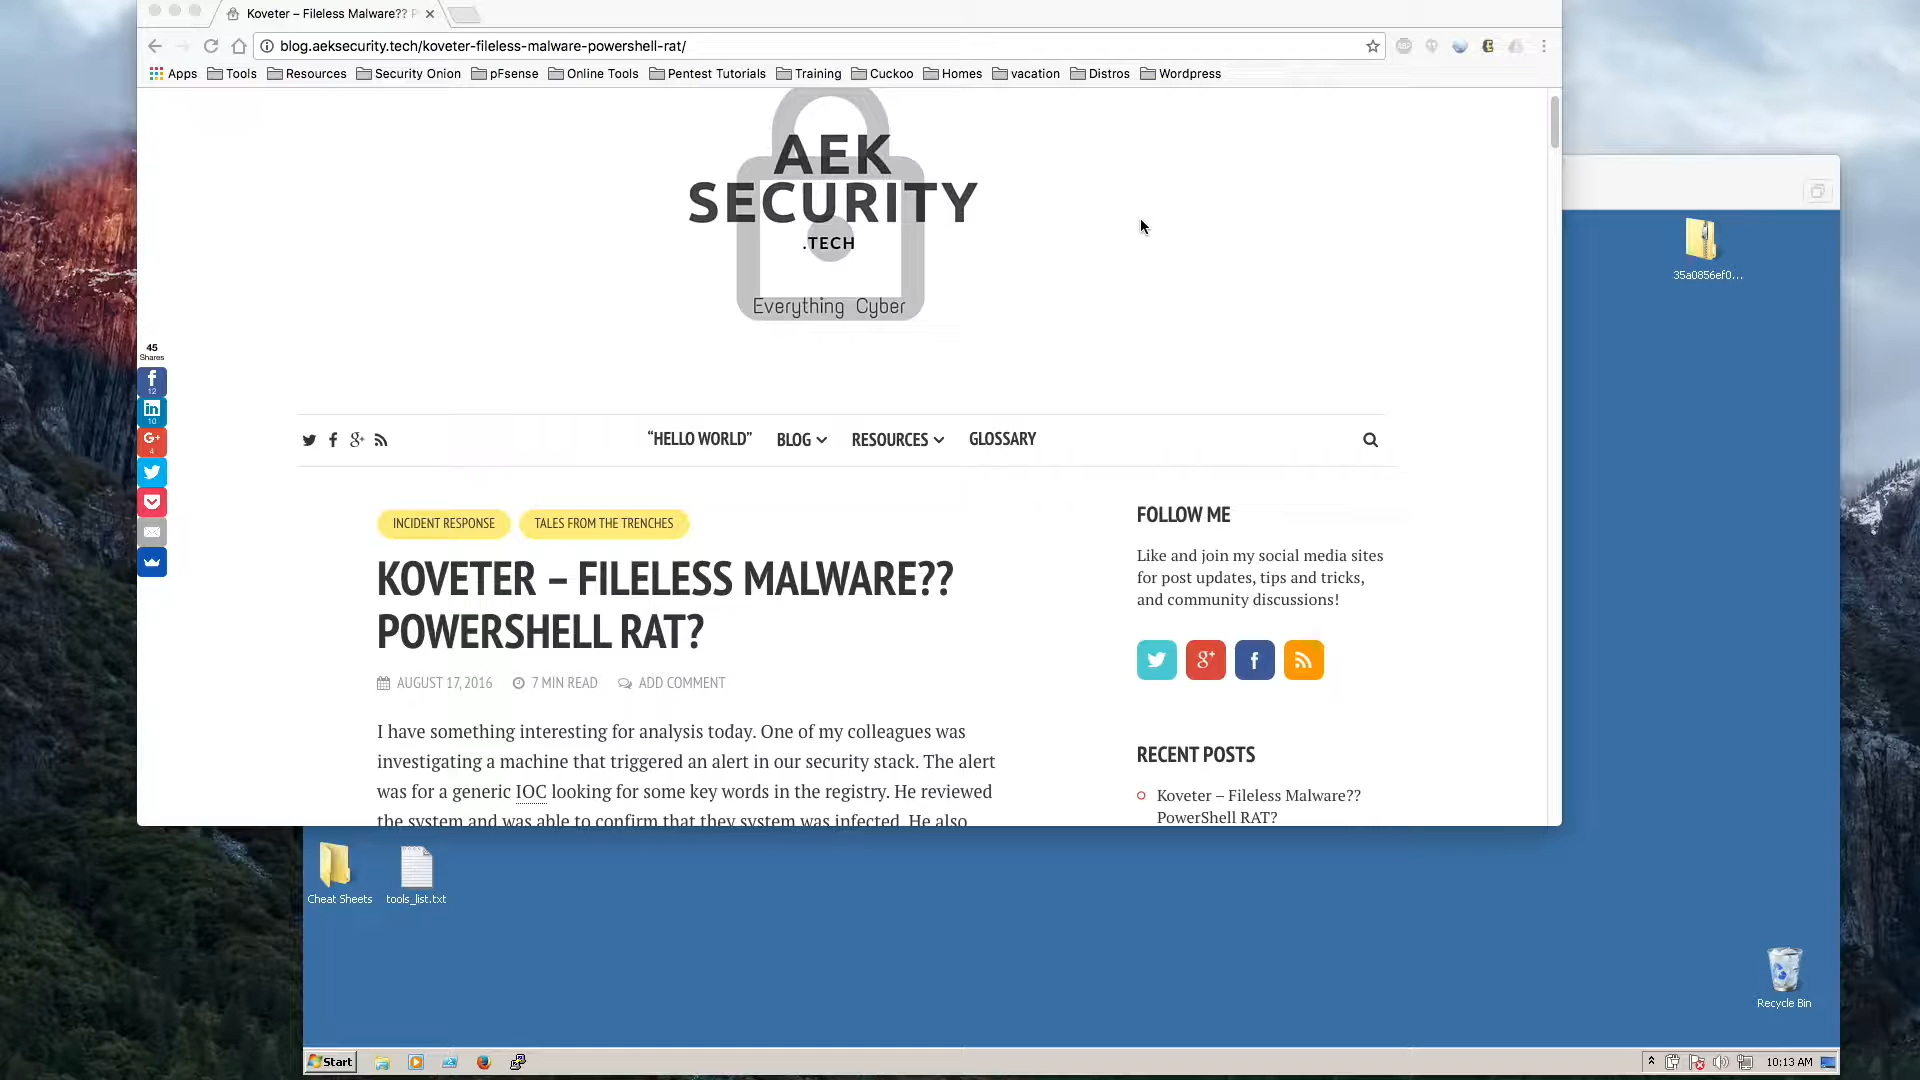 Koveter – Fileless Malware??
blog.aeksecurity.tech/koveter-fileless-malware-powershell-rat/
ABP
Apps Tools Resources Security Onion pFsense Online Tools Pentest Tutorials Training Cuckoo Homes vacation Distros Wordpress
AEK
SECURITY
.TECH
Everything Cyber
35a0856ef0...
45
Shares
12
10
4
"HELLO WORLD" BLOG RESOURCES GLOSSARY
INCIDENT RESPONSE TALES FROM THE TRENCHES
KOVETER – FILELESS MALWARE??
POWERSHELL RAT?
AUGUST 17, 2016 7 MIN READ ADD COMMENT
I have something interesting for analysis today. One of my colleagues was
investigating a machine that triggered an alert in our security stack. The alert
was for a generic IOC looking for some key words in the registry. He reviewed
the system and was able to confirm that they system was infected. He also
FOLLOW ME
Like and join my social media sites
for post updates, tips and tricks,
and community discussions!
RECENT POSTS
Koveter – Fileless Malware??
PowerShell RAT?
Cheat Sheets
tools_list.txt
Recycle Bin
Start
10:13 AM